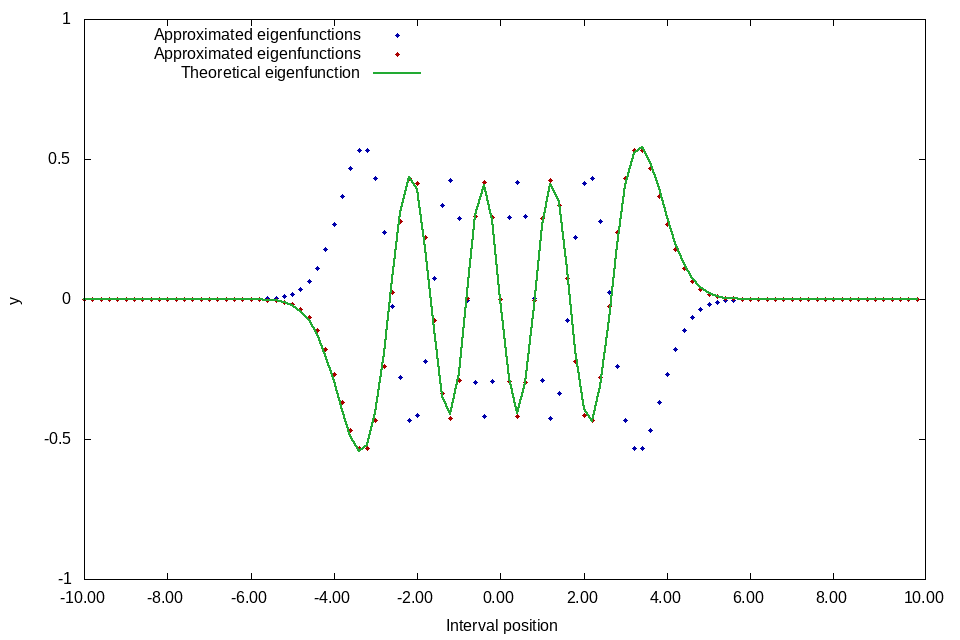 1
Approximated eigenfunctions
Approximated eigenfunctions
Theoretical eigenfunction
0.5
y
0
-0.5
-1
-10.00 -8.00 -6.00 -4.00 -2.00 0.00 2.00 4.00 6.00 8.00 10.00
Interval position